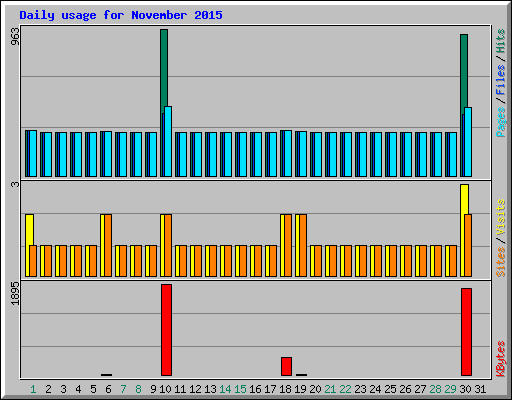 Daily usage for November 2015
963
Pages / Files / Hits
3
Sites / Visits
1895
KBytes
1 2 3 4 5 6 7 8 9 10 11 12 13 14 15 16 17 18 19 20 21 22 23 24 25 26 27 28 29 30 31